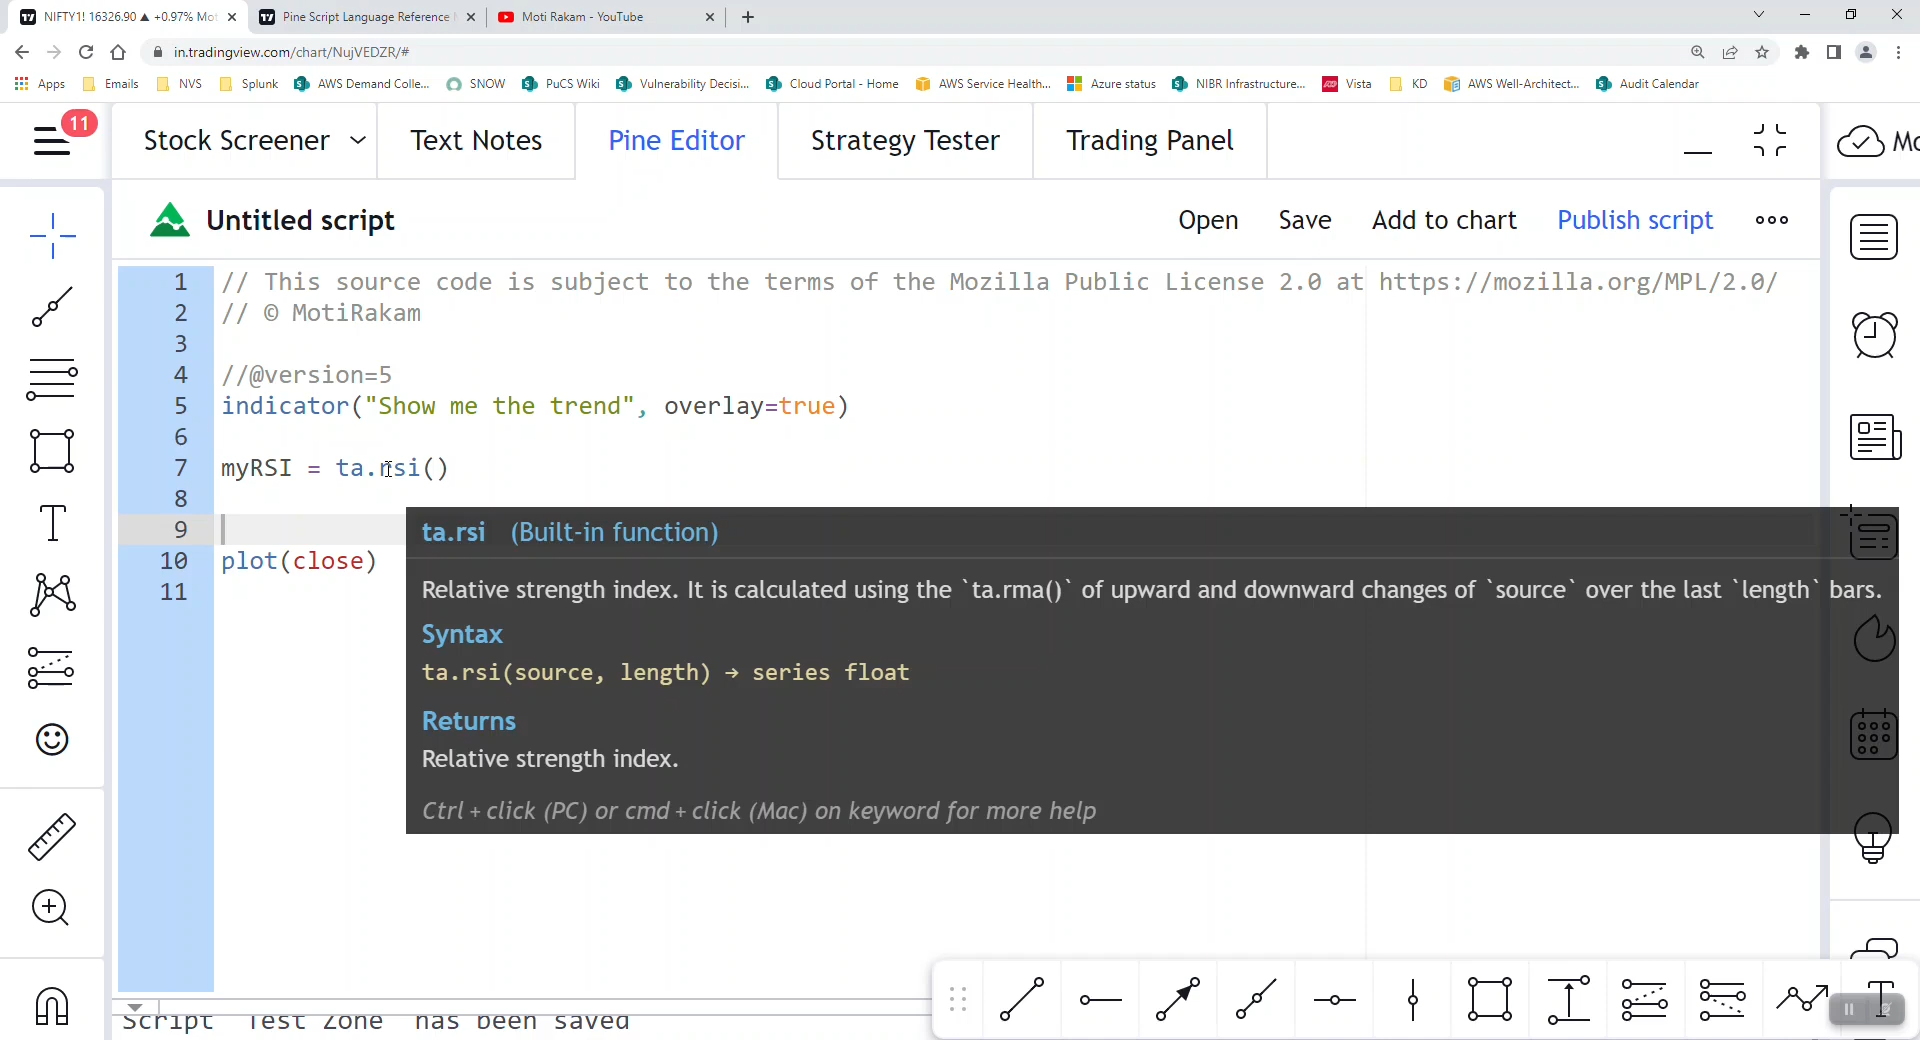 NIFTY1! 16326.90 ▲ +0.97% Mot
Pine Script Language Reference
Moti Rakam - YouTube
in.tradingview.com/chart/NujVEDZR/#
Apps
Emails
NVS
Splunk
AWS Demand Colle...
SNOW
PuCS Wiki
Vulnerability Decisi...
Cloud Portal - Home
AWS Service Health...
Azure status
NIBR Infrastructure...
Vista
KD
AWS Well-Architect...
Audit Calendar
11
Stock Screener
Text Notes
Pine Editor
Strategy Tester
Trading Panel
Mo
Untitled script
Open
Save
Add to chart
Publish script
1 // This source code is subject to the terms of the Mozilla Public License 2.0 at https://mozilla.org/MPL/2.0/
2 // © MotiRakam
3
4 //@version=5
5 indicator("Show me the trend", overlay=true)
6
7 myRSI = ta.rsi()
8
9
10 plot(close)
11
ta.rsi (Built-in function)
Relative strength index. It is calculated using the `ta.rma()` of upward and downward changes of `source` over the last `length` bars.
Syntax
ta.rsi(source, length) → series float
Returns
Relative strength index.
Ctrl + click (PC) or cmd + click (Mac) on keyword for more help
Script Test Zone has been saved